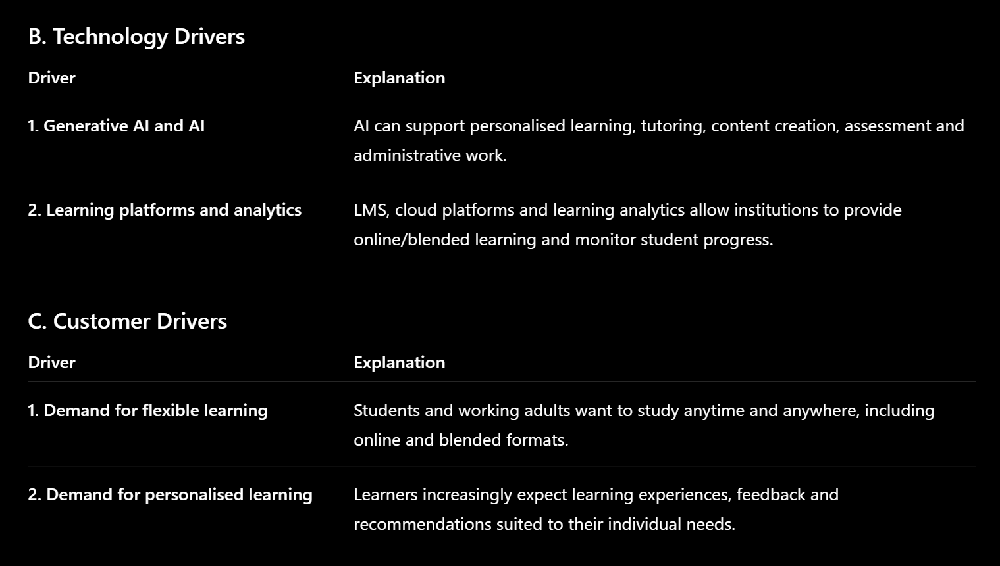 B. Technology Drivers
Driver Explanation
1. Generative AI and AI AI can support personalised learning, tutoring, content creation, assessment and
administrative work.
2. Learning platforms and analytics LMS, cloud platforms and learning analytics allow institutions to provide
online/blended learning and monitor student progress.
C. Customer Drivers
Driver Explanation
1. Demand for flexible learning Students and working adults want to study anytime and anywhere, including
online and blended formats.
2. Demand for personalised learning Learners increasingly expect learning experiences, feedback and
recommendations suited to their individual needs.